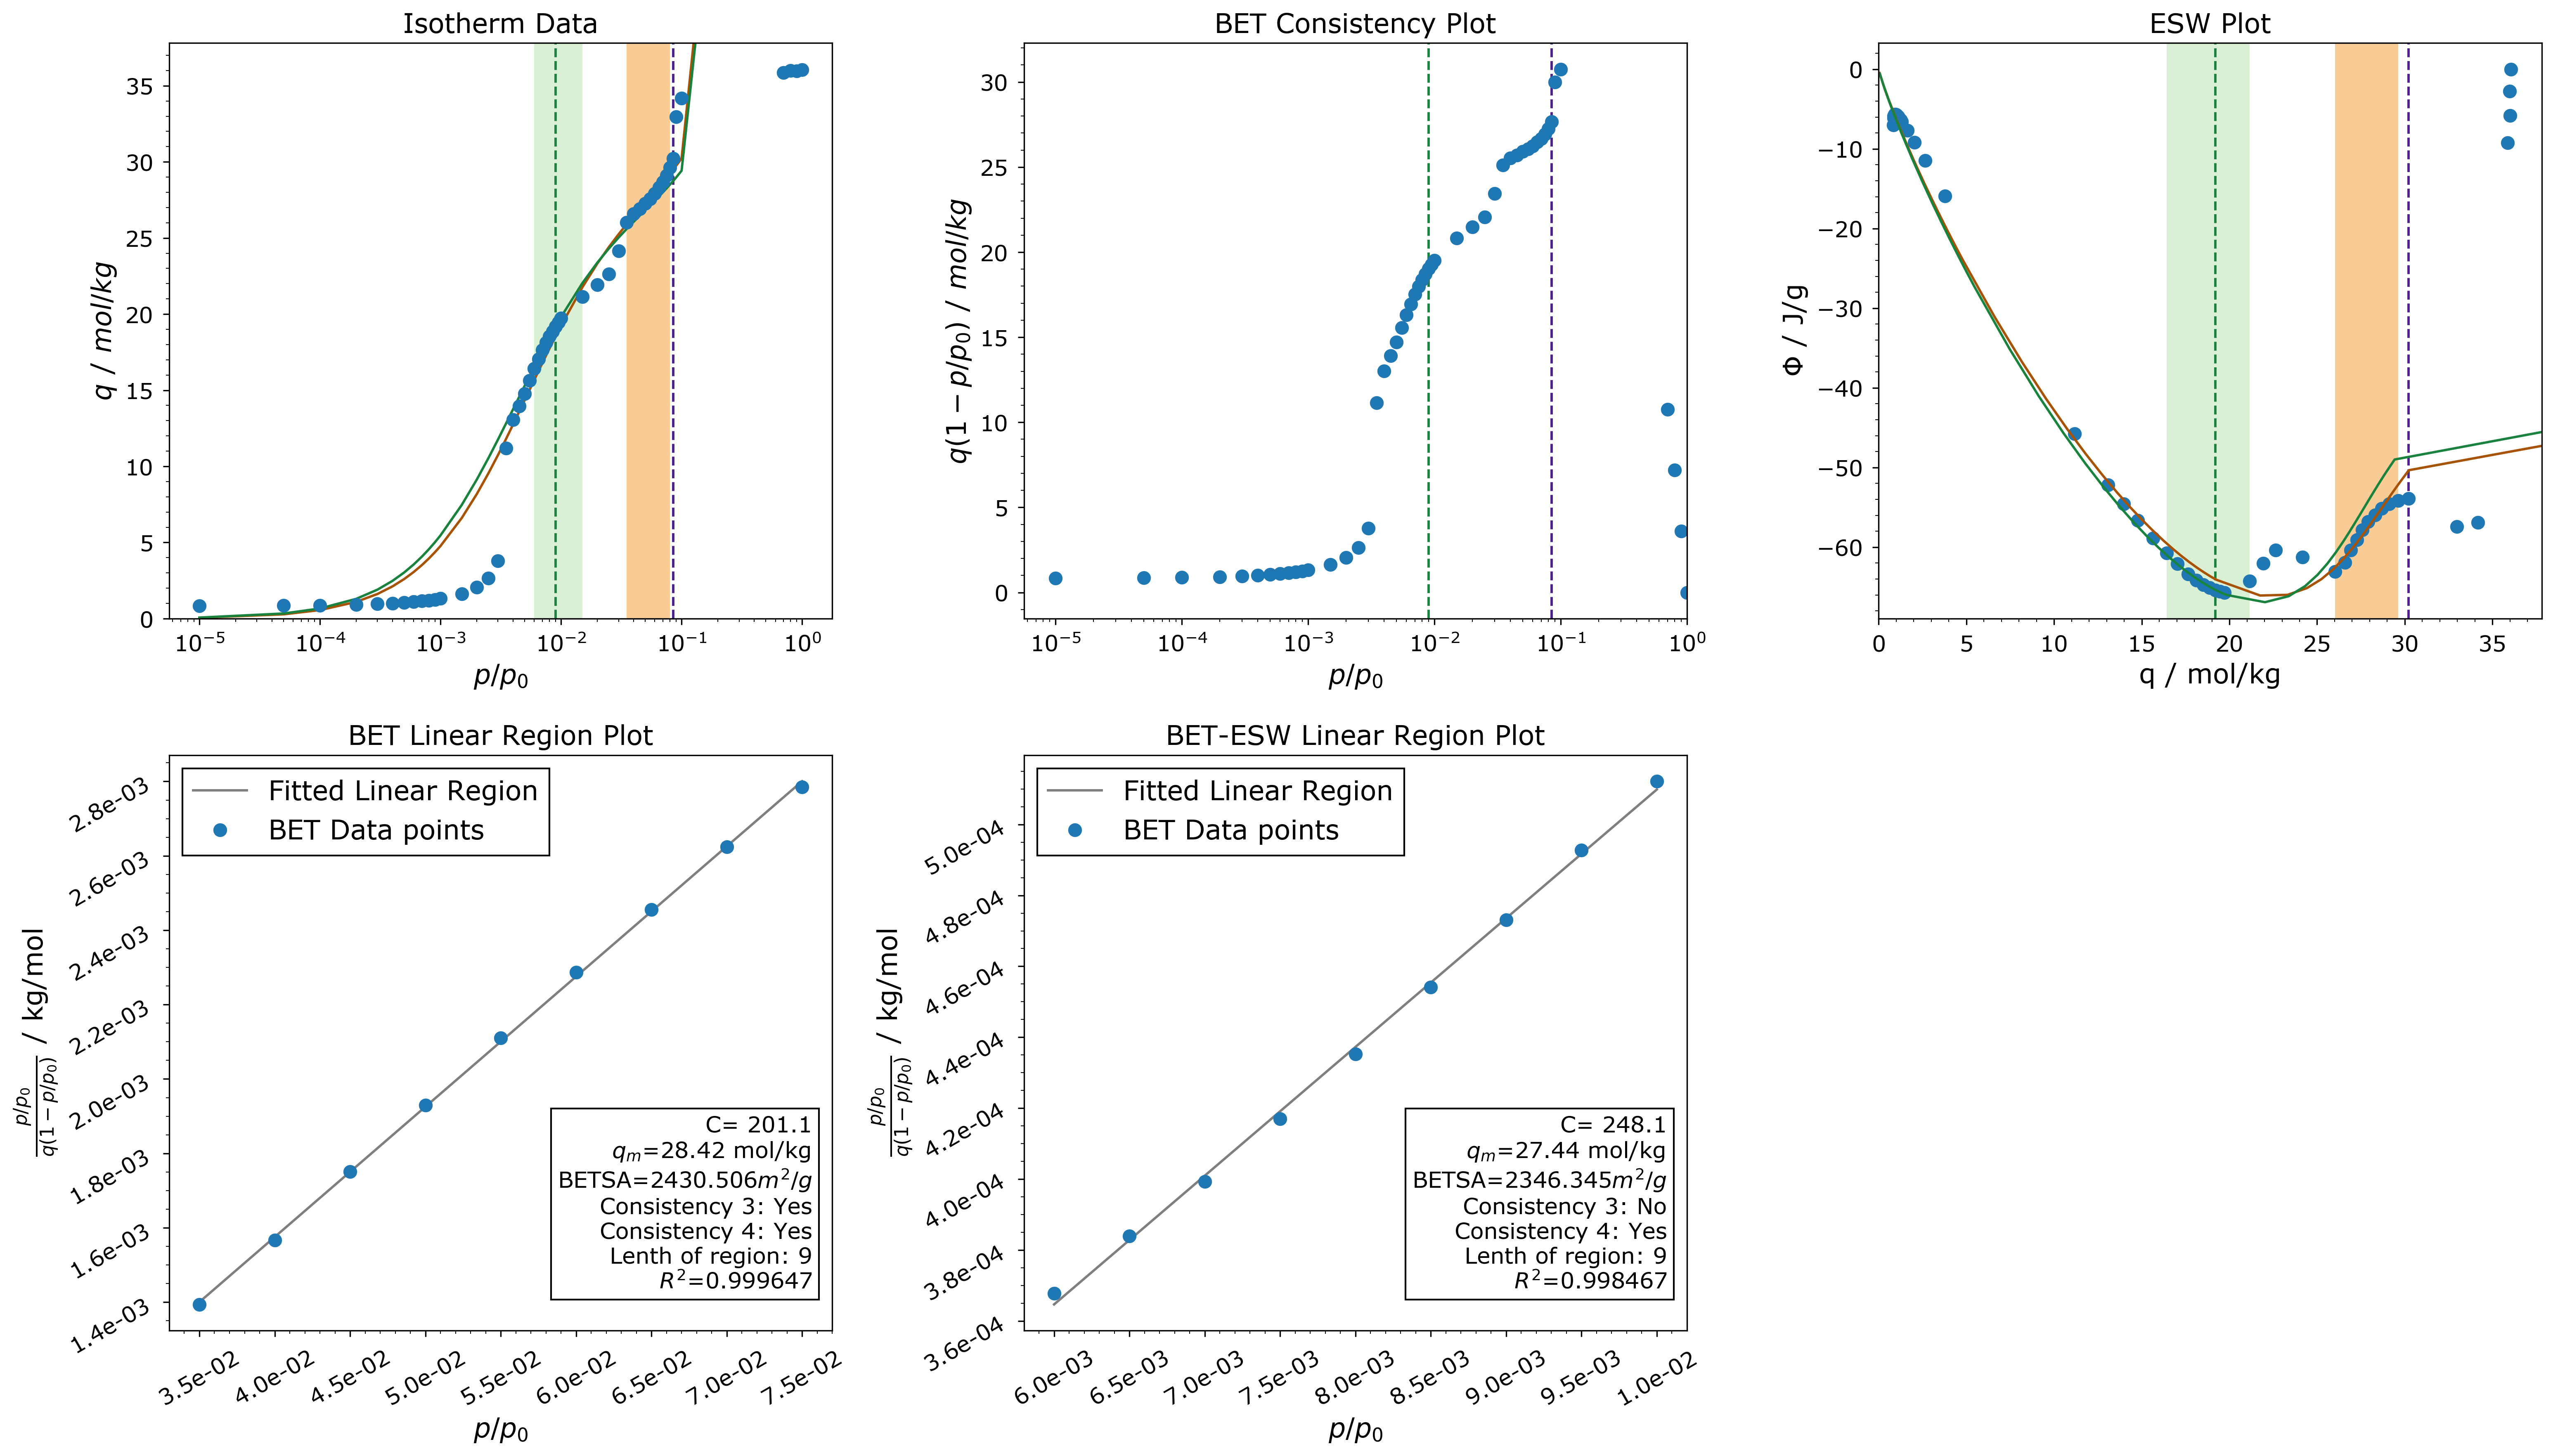 Isotherm Data
35
30
25
20
15
10
5
0
q / mol/kg
10⁻⁵ 10⁻⁴ 10⁻³ 10⁻² 10⁻¹ 10⁰
p/p₀
BET Consistency Plot
30
25
20
15
10
5
0
q(1 − p/p₀) / mol/kg
10⁻⁵ 10⁻⁴ 10⁻³ 10⁻² 10⁻¹ 10⁰
p/p₀
ESW Plot
0
−10
−20
−30
−40
−50
−60
Φ / J/g
0 5 10 15 20 25 30 35
q / mol/kg
BET Linear Region Plot
Fitted Linear Region
BET Data points
2.8e-03
2.6e-03
2.4e-03
2.2e-03
2.0e-03
1.8e-03
1.6e-03
1.4e-03
p/p₀
q(1 − p/p₀) / kg/mol
C= 201.1
qₘ=28.42 mol/kg
BETSA=2430.506m²/g
Consistency 3: Yes
Consistency 4: Yes
Lenth of region: 9
R²=0.999647
3.5e-02 4.0e-02 4.5e-02 5.0e-02 5.5e-02 6.0e-02 6.5e-02 7.0e-02 7.5e-02
p/p₀
BET-ESW Linear Region Plot
Fitted Linear Region
BET Data points
5.0e-04
4.8e-04
4.6e-04
4.4e-04
4.2e-04
4.0e-04
3.8e-04
3.6e-04
p/p₀
q(1 − p/p₀) / kg/mol
C= 248.1
qₘ=27.44 mol/kg
BETSA=2346.345m²/g
Consistency 3: No
Consistency 4: Yes
Lenth of region: 9
R²=0.998467
6.0e-03 6.5e-03 7.0e-03 7.5e-03 8.0e-03 8.5e-03 9.0e-03 9.5e-03 1.0e-02
p/p₀